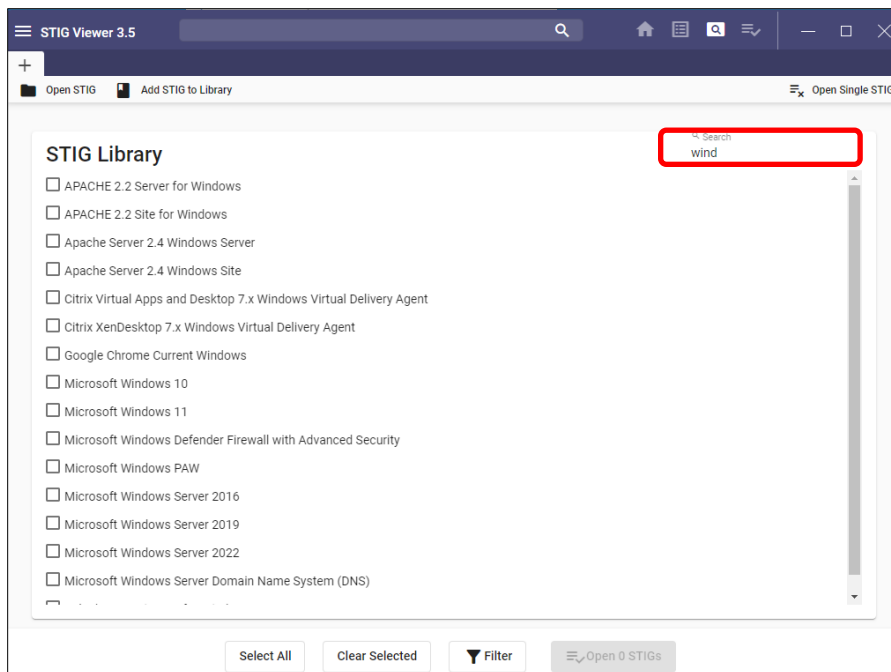 STIG Viewer 3.5
Open STIG
Add STIG to Library
Open Single STIG
STIG Library
Search
wind
APACHE 2.2 Server for Windows
APACHE 2.2 Site for Windows
Apache Server 2.4 Windows Server
Apache Server 2.4 Windows Site
Citrix Virtual Apps and Desktop 7.x Windows Virtual Delivery Agent
Citrix XenDesktop 7.x Windows Virtual Delivery Agent
Google Chrome Current Windows
Microsoft Windows 10
Microsoft Windows 11
Microsoft Windows Defender Firewall with Advanced Security
Microsoft Windows PAW
Microsoft Windows Server 2016
Microsoft Windows Server 2019
Microsoft Windows Server 2022
Microsoft Windows Server Domain Name System (DNS)
Select All
Clear Selected
Filter
Open 0 STIGs